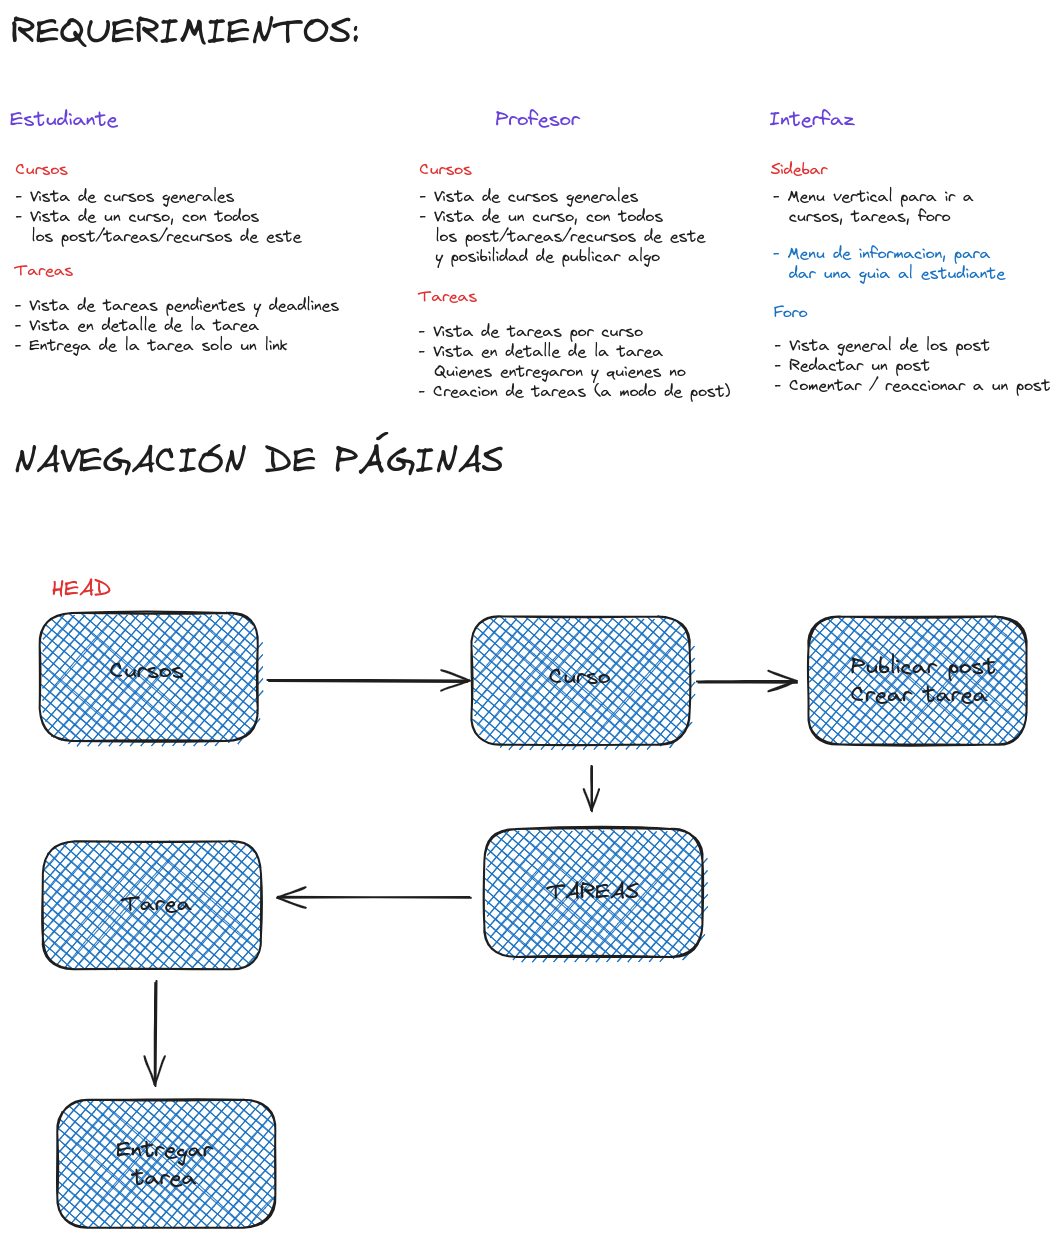 REQUERIMIENTOS:
Estudiante
Cursos
- Vista de cursos generales
- Vista de un curso, con todos
los post/tareas/recursos de este
Tareas
- Vista de tareas pendientes y deadlines
- Vista en detalle de la tarea
- Entrega de la tarea solo un link
Profesor
Cursos
- Vista de cursos generales
- Vista de un curso, con todos
los post/tareas/recursos de este
y posibilidad de publicar algo
Tareas
- Vista de tareas por curso
- Vista en detalle de la tarea
Quienes entregaron y quienes no
- Creacion de tareas (a modo de post)
Interfaz
Sidebar
- Menu vertical para ir a
cursos, tareas, foro
- Menu de informacion, para
dar una guia al estudiante
Foro
- Vista general de los post
- Redactar un post
- Comentar / reaccionar a un post
NAVEGACIÓN DE PÁGINAS
HEAD
Cursos
Curso
Publicar post
Crear tarea
Tarea
TAREAS
Entregar
tarea